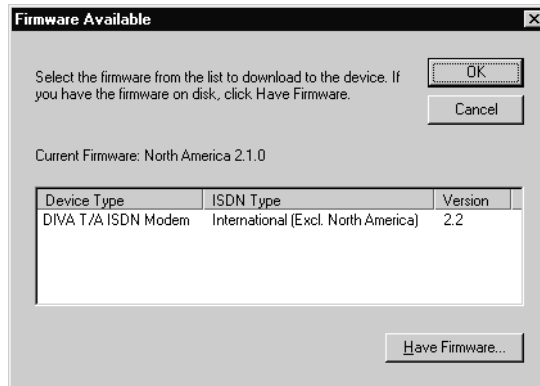 Firmware Available
Select the firmware from the list to download to the device. If
you have the firmware on disk, click Have Firmware.
OK
Cancel
Current Firmware: North America 2.1.0
Device Type ISDN Type Version
DIVA T/A ISDN Modem International (Excl. North America) 2.2
Have Firmware...